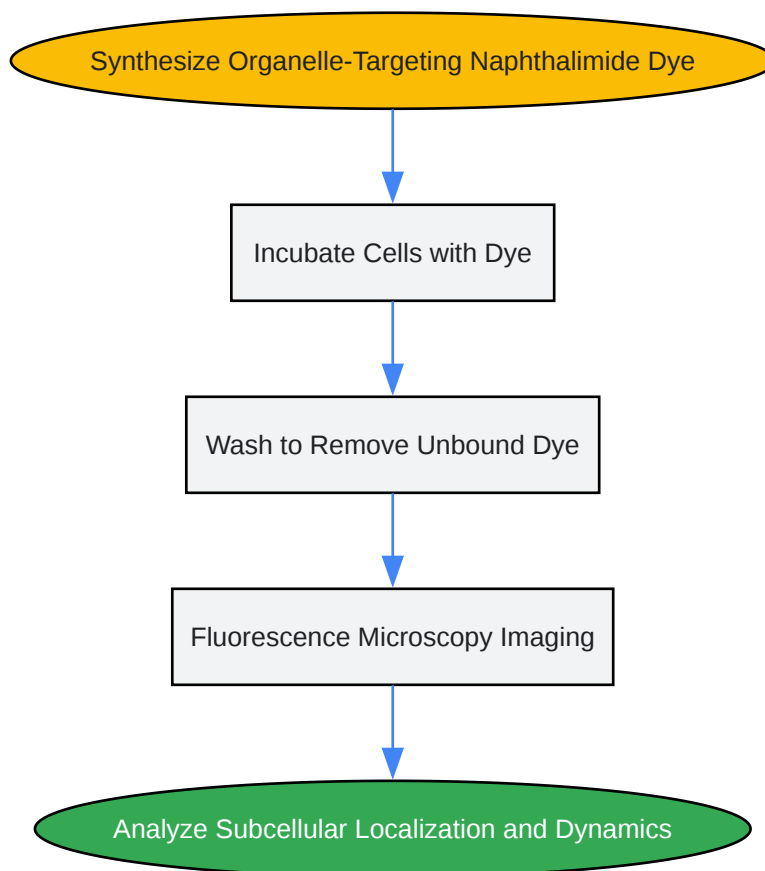 Synthesize Organelle-Targeting Naphthalimide Dye
Incubate Cells with Dye
Wash to Remove Unbound Dye
Fluorescence Microscopy Imaging
Analyze Subcellular Localization and Dynamics